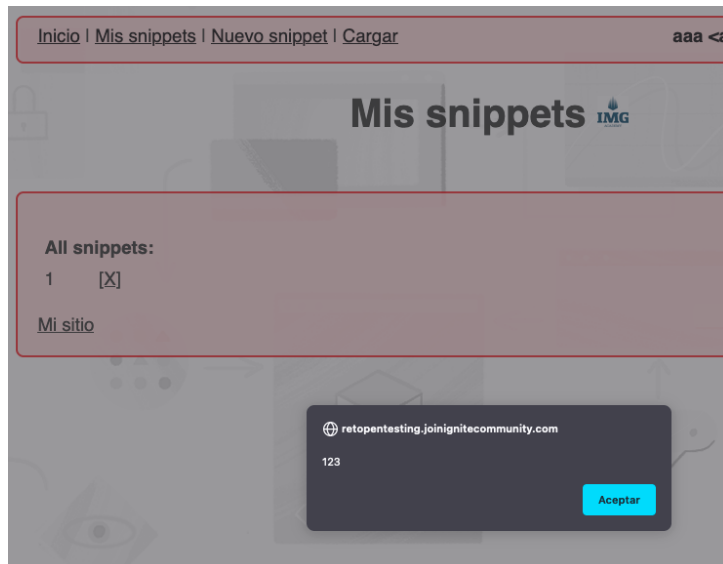 Inicio | Mis snippets | Nuevo snippet | Cargar aaa <a
Mis snippets IMG
All snippets:
1 [X]
Mi sitio
retopentesting.joinignitecommunity.com
123
Aceptar